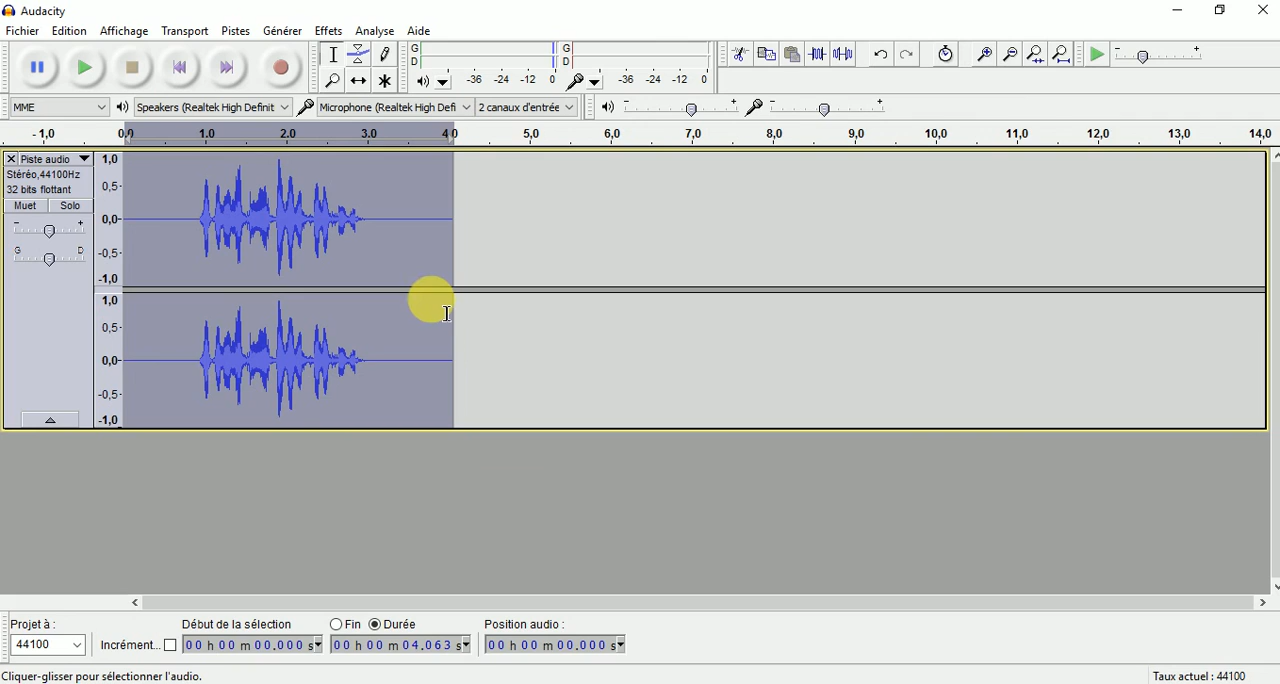 Audacity
Fichier Edition Affichage Transport Pistes Générer Effets Analyse Aide
G
D
-36 -24 -12 0
G
D
-36 -24 -12 0
MME Speakers (Realtek High Definit Microphone (Realtek High Defi 2 canaux d'entrée
- 1,0 0,0 1,0 2,0 3,0 4,0 5,0 6,0 7,0 8,0 9,0 10,0 11,0 12,0 13,0 14,0
Piste audio
Stéréo,44100Hz
32 bits flottant
Muet Solo
- +
G D
1,0
0,5-
0,0-
-0,5-
-1,0
1,0
0,5-
0,0-
-0,5-
-1,0
Projet à : Début de la sélection Fin Durée Position audio :
44100 Incrément... 00 h 00 m 00.000 s 00 h 00 m 04.063 s 00 h 00 m 00.000 s
Cliquer-glisser pour sélectionner l'audio. Taux actuel : 44100